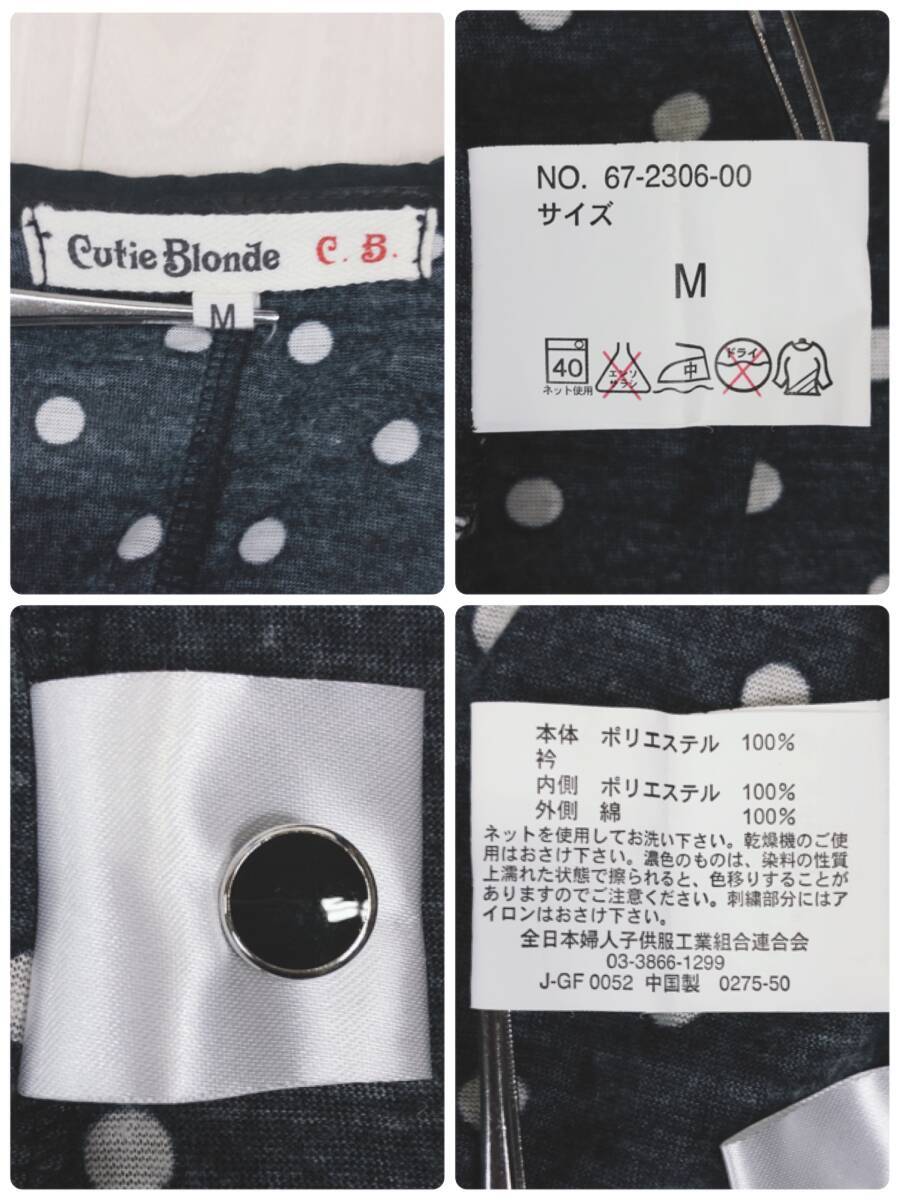 Cutie Blonde C. B.
M
NO. 67-2306-00
サイズ
M
40
ネット使用
エンソ
サラシ
中
ドライ
本体 ポリエステル 100%
衿
内側 ポリエステル 100%
外側 綿 100%
ネットを使用してお洗い下さい。乾燥機のご使
用はおさけ下さい。濃色のものは、染料の性質
上濡れた状態で擦られると、色移りすることが
ありますのでご注意ください。刺繍部分にはア
イロンはおさけ下さい。
全日本婦人子供服工業組合連合会
03-3866-1299
J-GF 0052 中国製 0275-50